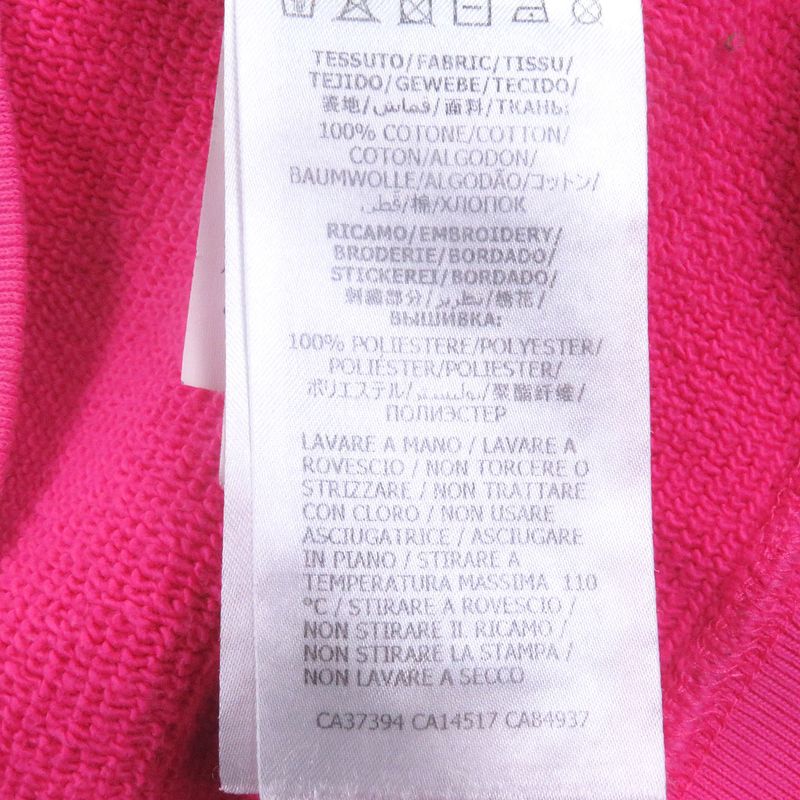 TESSUTO/FABRIC/TISSU/
TEJIDO/GEWEBE/TECIDO/
表地/قماش/面料/ТКАНЬ:
100% COTONE/COTTON/
COTON/ALGODON/
BAUMWOLLE/ALGODÃO/コットン/
قطن/棉/ХЛОПОК
RICAMO/EMBROIDERY/
BRODERIE/BORDADO/
STICKEREI/BORDADO/
刺繍部分/تطريز/绣花/
ВЫШИВКА:
100% POLIESTERE/POLYESTER/
POLIÉSTER/POLIESTER/
ポリエステル/بوليستر/聚酯纤维/
ПОЛИЭСТЕР
LAVARE A MANO / LAVARE A
ROVESCIO / NON TORCERE O
STRIZZARE / NON TRATTARE
CON CLORO / NON USARE
ASCIUGATRICE / ASCIUGARE
IN PIANO / STIRARE A
TEMPERATURA MASSIMA 110
°C / STIRARE A ROVESCIO /
NON STIRARE IL RICAMO /
NON STIRARE LA STAMPA /
NON LAVARE A SECCO
CA37394 CA14517 CA84937